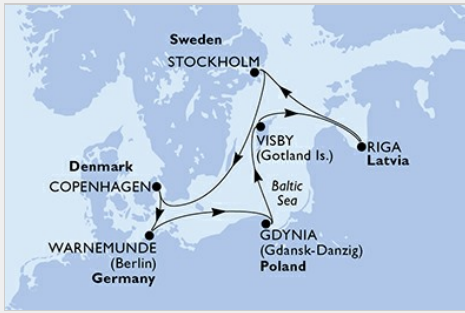 Sweden
STOCKHOLM
VISBY
(Gotland Is.)
RIGA
Latvia
Denmark
COPENHAGEN
Baltic
Sea
WARNEMUNDE
(Berlin)
Germany
GDYNIA
(Gdansk-Danzig)
Poland